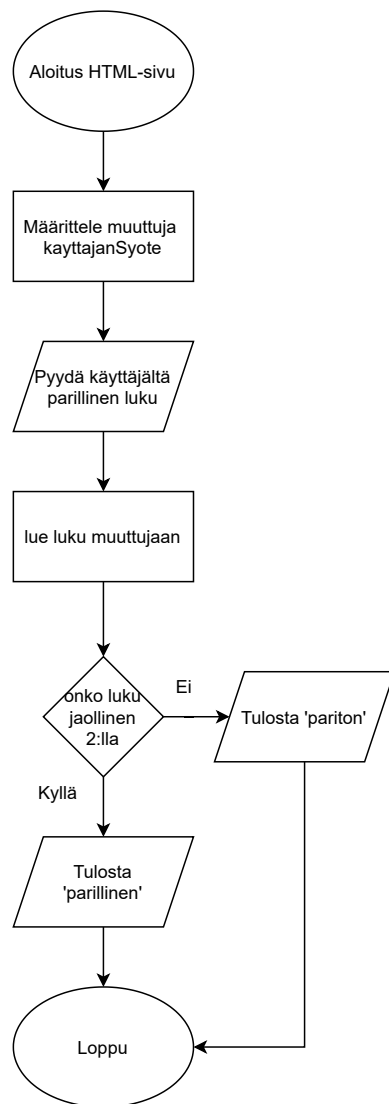 Aloitus HTML-sivu
Määrittele muuttuja
kayttajanSyote
Pyydä käyttäjältä
parillinen luku
lue luku muuttujaan
onko luku
jaollinen
2:lla
Ei
Tulosta 'pariton'
Kyllä
Tulosta
'parillinen'
Loppu